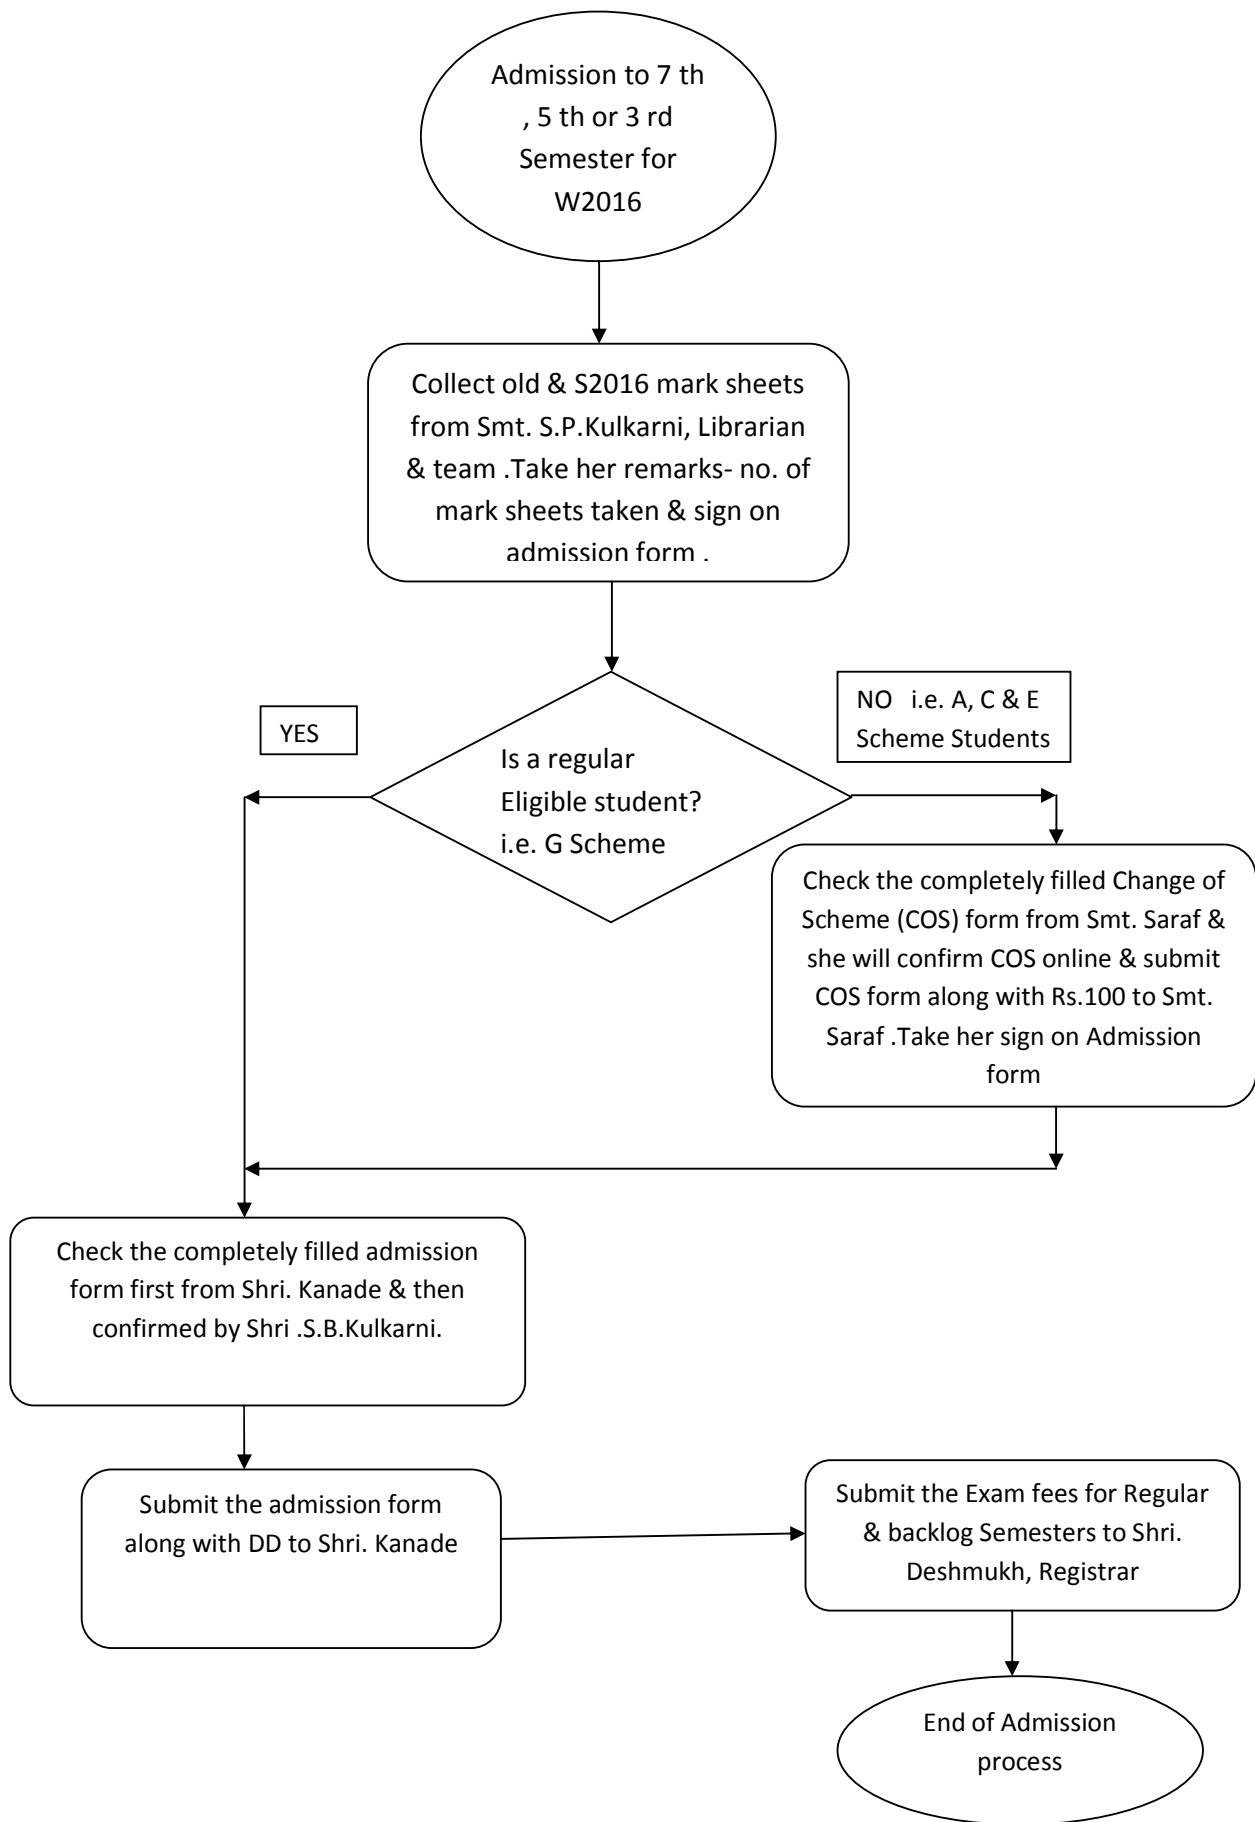 Admission to 7 th
, 5 th or 3 rd
Semester for
W2016
Collect old & S2016 mark sheets
from Smt. S.P.Kulkarni, Librarian
& team .Take her remarks- no. of
mark sheets taken & sign on
admission form .
YES
NO i.e. A, C & E
Scheme Students
Is a regular
Eligible student?
i.e. G Scheme
Check the completely filled Change of
Scheme (COS) form from Smt. Saraf &
she will confirm COS online & submit
COS form along with Rs.100 to Smt.
Saraf .Take her sign on Admission
form
Check the completely filled admission
form first from Shri. Kanade & then
confirmed by Shri .S.B.Kulkarni.
Submit the admission form
along with DD to Shri. Kanade
Submit the Exam fees for Regular
& backlog Semesters to Shri.
Deshmukh, Registrar
End of Admission
process